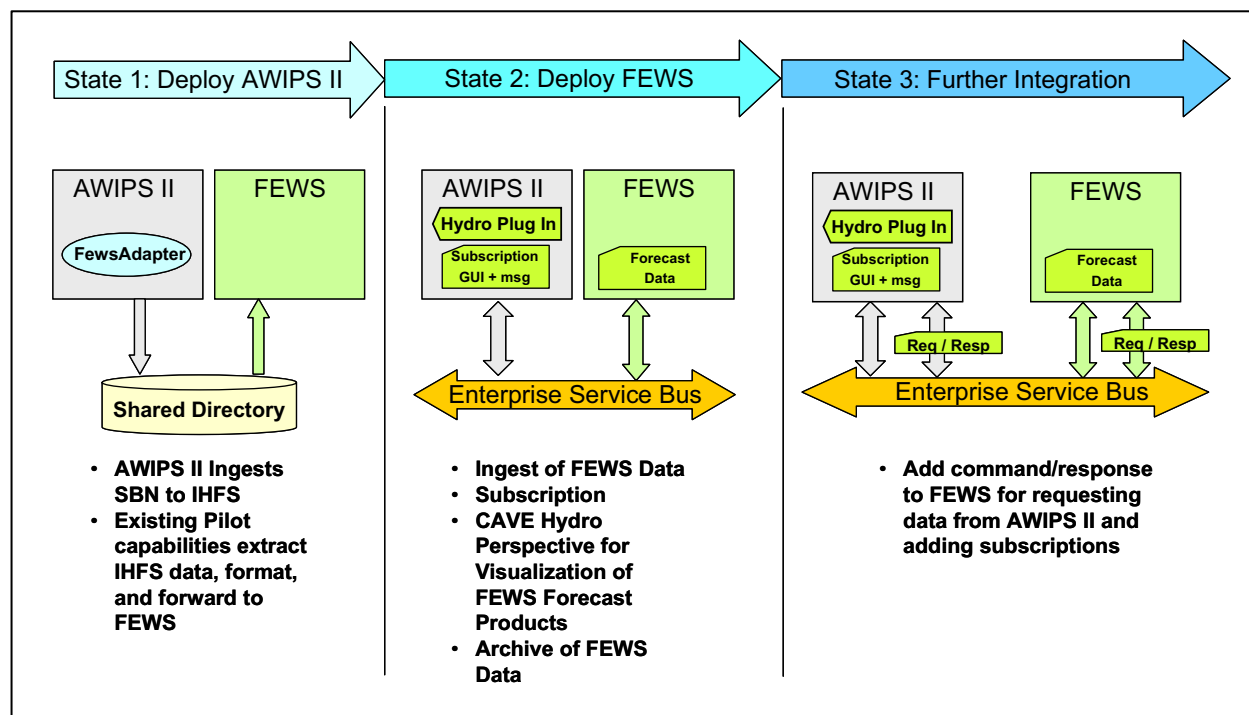 State 1: Deploy AWIPS II
State 2: Deploy FEWS
State 3: Further Integration
AWIPS II
FewsAdapter
FEWS
Shared Directory
• AWIPS II Ingests
SBN to IHFS
• Existing Pilot
capabilities extract
IHFS data, format,
and forward to
FEWS
AWIPS II
Hydro Plug In
Subscription
GUI + msg
FEWS
Forecast
Data
Enterprise Service Bus
• Ingest of FEWS Data
• Subscription
• CAVE Hydro
Perspective for
Visualization of
FEWS Forecast
Products
• Archive of FEWS
Data
AWIPS II
Hydro Plug In
Subscription
GUI + msg
Req / Resp
FEWS
Forecast
Data
Req / Resp
Enterprise Service Bus
• Add command/response
to FEWS for requesting
data from AWIPS II and
adding subscriptions